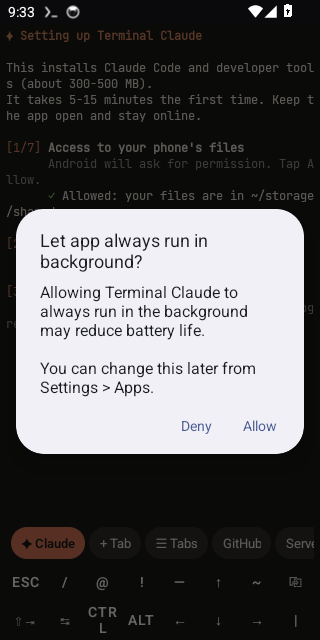 9:33
✦ Setting up Terminal Claude
This installs Claude Code and developer tool
s (about 300-500 MB).
It takes 5-15 minutes the first time. Keep t
he app open and stay online.
[1/7] Access to your phone's files
Android will ask for permission. Tap A
llow.
✓ Allowed: your files are in ~/storage
Let app always run in
background?
Allowing Terminal Claude to
always run in the background
may reduce battery life.
You can change this later from
Settings > Apps.
Deny Allow
✦ Claude + Tab ☰ Tabs GitHub Serve
ESC / @ ! — ↑ ~
CTR
L ALT ← ↓ → |